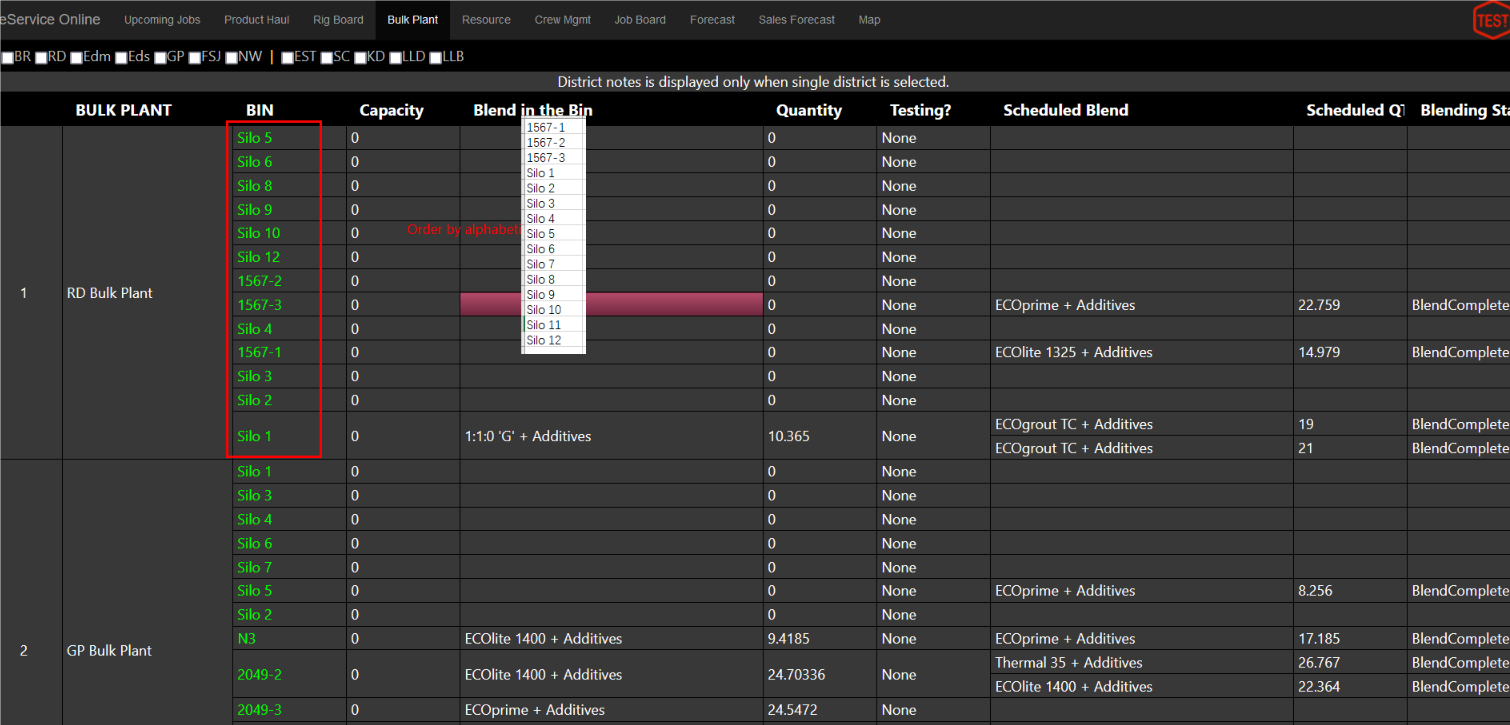 eService Online Upcoming Jobs Product Haul Rig Board Bulk Plant Resource Crew Mgmt Job Board Forecast Sales Forecast Map TEST
BR RD Edm Eds GP FSJ NW | EST SC KD LLD LLB
District notes is displayed only when single district is selected.
BULK PLANT BIN Capacity Blend in the Bin Quantity Testing? Scheduled Blend Scheduled QT Blending Sta
1567-1
1567-2
1567-3
Silo 1
Silo 2
Silo 3
Silo 4
Silo 5
Silo 6
Silo 7
Silo 8
Silo 9
Silo 10
Silo 11
Silo 12
Order by alphabet
1 RD Bulk Plant
Silo 5 0 0 None
Silo 6 0 0 None
Silo 8 0 0 None
Silo 9 0 0 None
Silo 10 0 0 None
Silo 12 0 0 None
1567-2 0 0 None
1567-3 0 0 None ECOprime + Additives 22.759 BlendComplete
Silo 4 0 0 None
1567-1 0 0 None ECOlite 1325 + Additives 14.979 BlendComplete
Silo 3 0 0 None
Silo 2 0 0 None
Silo 1 0 1:1:0 'G' + Additives 10.365 None ECOgrout TC + Additives 19 BlendComplete
ECOgrout TC + Additives 21 BlendComplete
2 GP Bulk Plant
Silo 1 0 0 None
Silo 3 0 0 None
Silo 4 0 0 None
Silo 6 0 0 None
Silo 7 0 0 None
Silo 5 0 0 None ECOprime + Additives 8.256 BlendComplete
Silo 2 0 0 None
N3 0 ECOlite 1400 + Additives 9.4185 None ECOprime + Additives 17.185 BlendComplete
2049-2 0 ECOlite 1400 + Additives 24.70336 None Thermal 35 + Additives 26.767 BlendComplete
ECOlite 1400 + Additives 22.364 BlendComplete
2049-3 0 ECOprime + Additives 24.5472 None